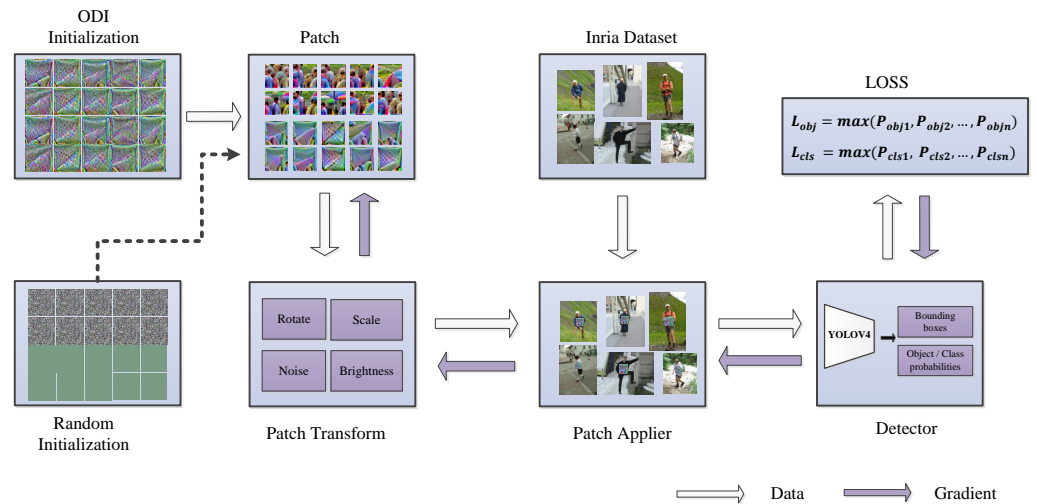 ODI
Initialization
Patch
Inria Dataset
LOSS
L_obj = max(P_obj1, P_obj2, ..., P_objn)
L_cls = max(P_cls1, P_cls2, ..., P_clsn)
Rotate
Scale
Noise
Brightness
YOLOV4
Bounding
boxes
Object / Class
probabilities
Random
Initialization
Patch Transform
Patch Applier
Detector
Data
Gradient